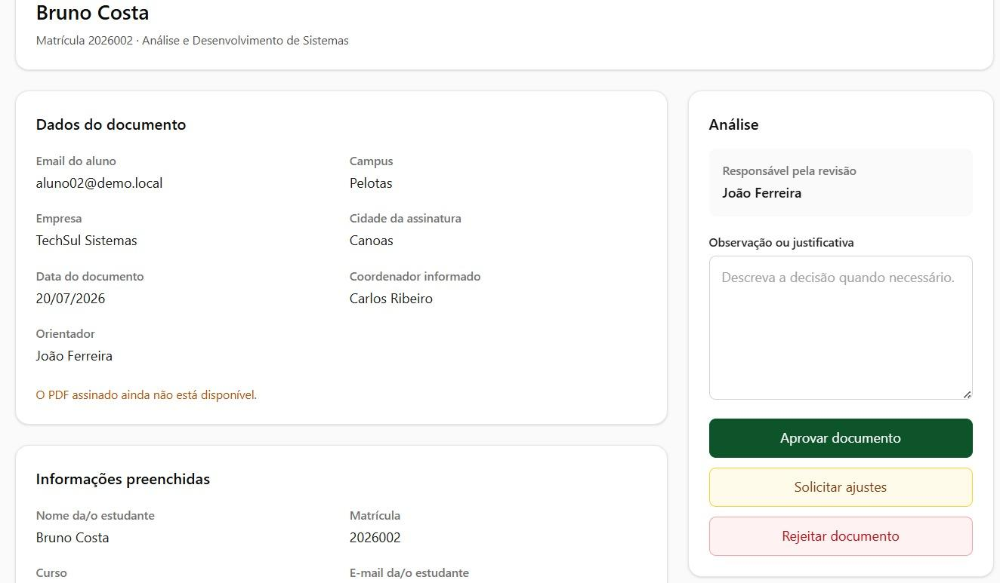 Bruno Costa
Matrícula 2026002 · Análise e Desenvolvimento de Sistemas
Dados do documento
Email do aluno
aluno02@demo.local
Campus
Pelotas
Empresa
TechSul Sistemas
Cidade da assinatura
Canoas
Data do documento
20/07/2026
Coordenador informado
Carlos Ribeiro
Orientador
João Ferreira
O PDF assinado ainda não está disponível.
Informações preenchidas
Nome da/o estudante
Bruno Costa
Matrícula
2026002
Curso
E-mail da/o estudante
Análise
Responsável pela revisão
João Ferreira
Observação ou justificativa
Descreva a decisão quando necessário.
Aprovar documento
Solicitar ajustes
Rejeitar documento